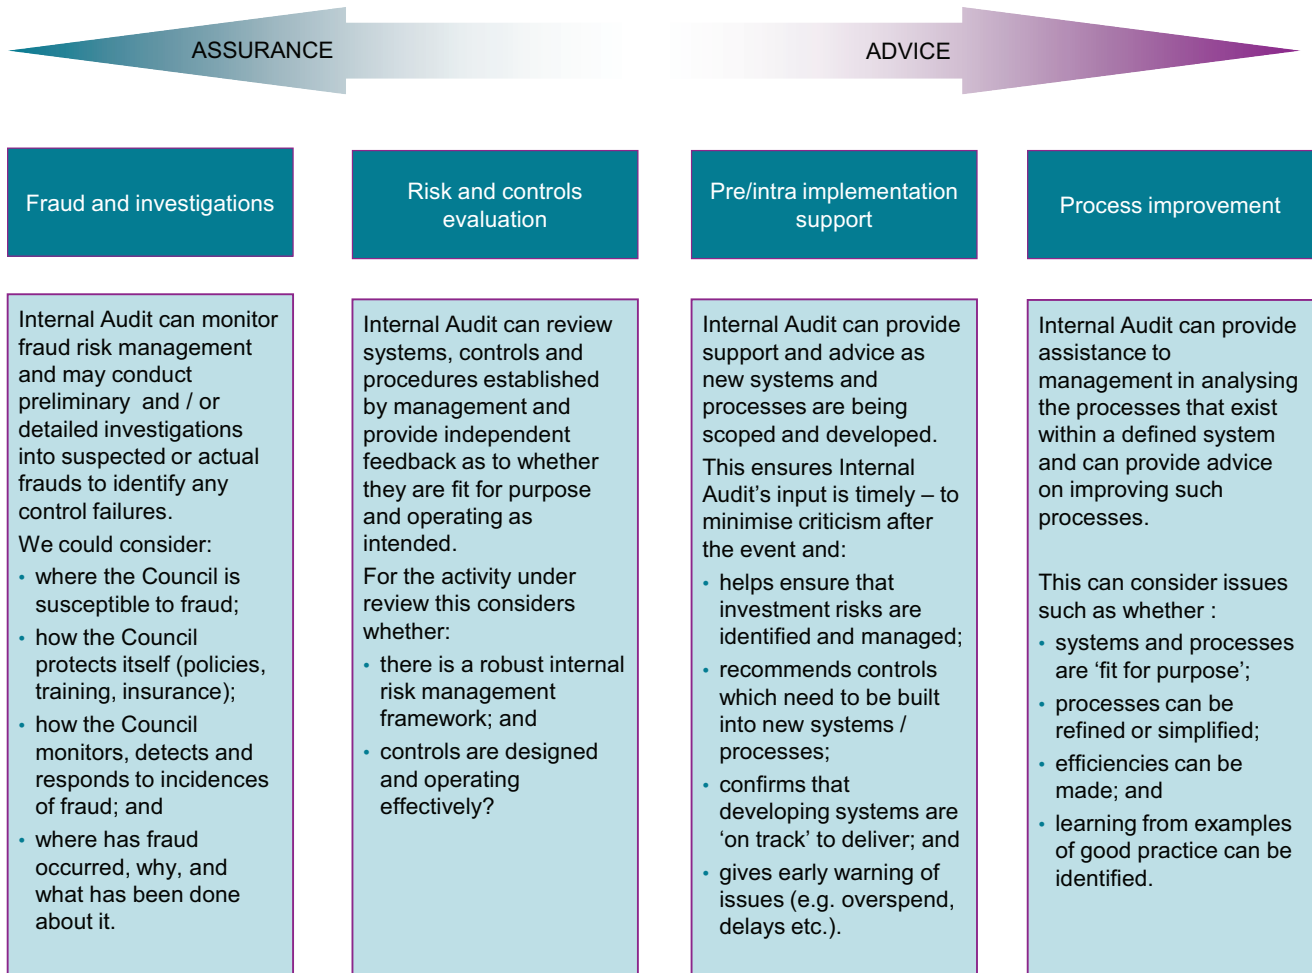 ASSURANCE
ADVICE
Fraud and investigations
Internal Audit can monitor
fraud risk management
and may conduct
preliminary and / or
detailed investigations
into suspected or actual
frauds to identify any
control failures.
We could consider:
• where the Council is
susceptible to fraud;
• how the Council
protects itself (policies,
training, insurance);
• how the Council
monitors, detects and
responds to incidences
of fraud; and
• where has fraud
occurred, why, and
what has been done
about it.
Risk and controls
evaluation
Internal Audit can review
systems, controls and
procedures established
by management and
provide independent
feedback as to whether
they are fit for purpose
and operating as
intended.
For the activity under
review this considers
whether:
• there is a robust internal
risk management
framework; and
• controls are designed
and operating
effectively?
Pre/intra implementation
support
Internal Audit can provide
support and advice as
new systems and
processes are being
scoped and developed.
This ensures Internal
Audit’s input is timely – to
minimise criticism after
the event and:
• helps ensure that
investment risks are
identified and managed;
• recommends controls
which need to be built
into new systems /
processes;
• confirms that
developing systems are
‘on track’ to deliver; and
• gives early warning of
issues (e.g. overspend,
delays etc.).
Process improvement
Internal Audit can provide
assistance to
management in analysing
the processes that exist
within a defined system
and can provide advice
on improving such
processes.
This can consider issues
such as whether :
• systems and processes
are ‘fit for purpose’;
• processes can be
refined or simplified;
• efficiencies can be
made; and
• learning from examples
of good practice can be
identified.